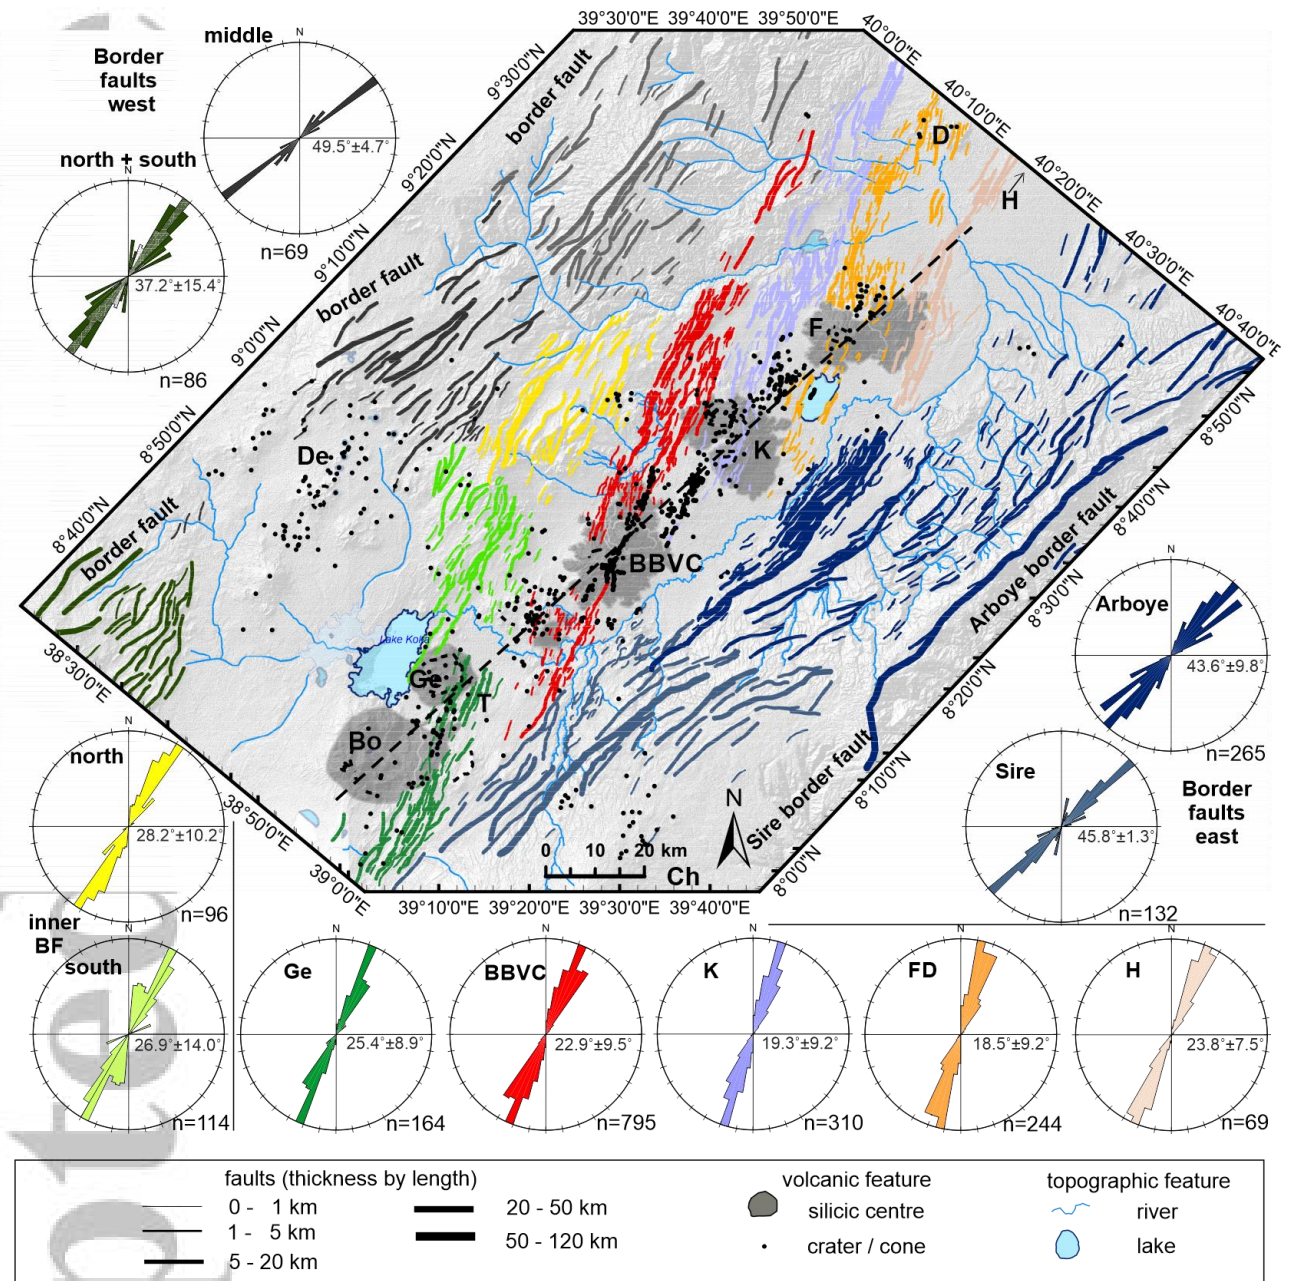 39°30'0"E 39°40'0"E 39°50'0"E
40°0'0"E
40°10'0"E
40°20'0"E
40°30'0"E
40°40'0"E
9°30'0"N
9°20'0"N
9°10'0"N
9°0'0"N
8°50'0"N
8°40'0"N
38°30'0"E
38°50'0"E
39°0'0"E
39°10'0"E 39°20'0"E 39°30'0"E 39°40'0"E
8°0'0"N
8°10'0"N
8°20'0"N
8°30'0"N
8°40'0"N
8°50'0"N
Border
faults
west
middle
N
49.5°±4.7°
n=69
north + south
N
37.2°±15.4°
n=86
border fault
border fault
border fault
D
H
F
K
De
BBVC
Lake Koka
Ge
T
Bo
Arboye border fault
Sire border fault
N
0 10 20 km
Ch
N
Arboye
43.6°±9.8°
n=265
N
Sire
45.8°±1.3°
n=132
Border
faults
east
N
north
28.2°±10.2°
n=96
inner
BF
N
south
26.9°±14.0°
n=114
N
Ge
25.4°±8.9°
n=164
N
BBVC
22.9°±9.5°
n=795
N
K
19.3°±9.2°
n=310
N
FD
18.5°±9.2°
n=244
N
H
23.8°±7.5°
n=69
faults (thickness by length)
0 - 1 km
1 - 5 km
5 - 20 km
20 - 50 km
50 - 120 km
volcanic feature
silicic centre
crater / cone
topographic feature
river
lake